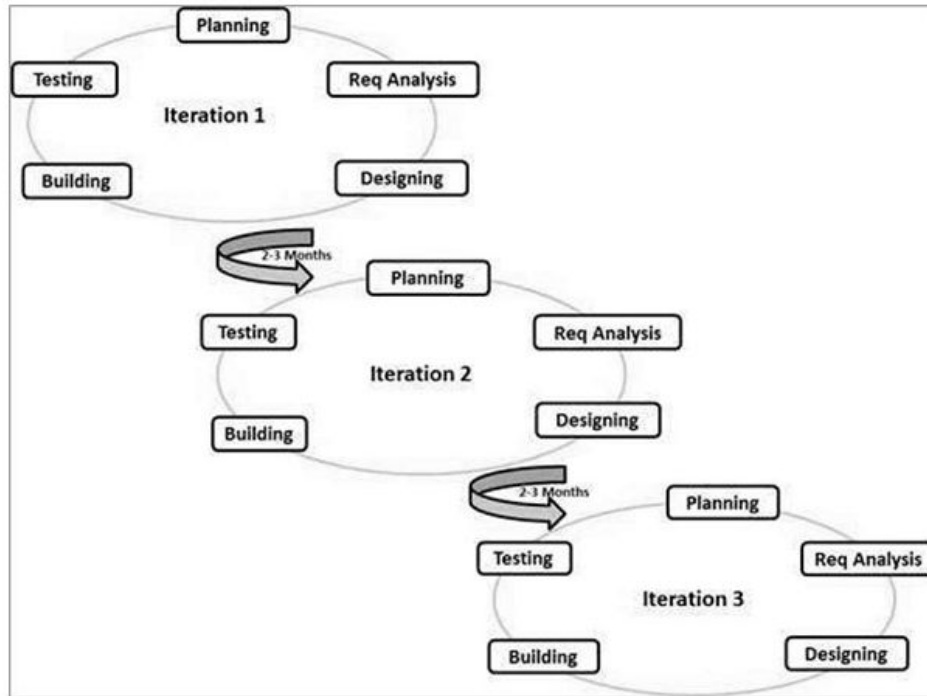 Planning
Testing
Req Analysis
Iteration 1
Building
Designing
2-3 Months
Planning
Testing
Req Analysis
Iteration 2
Building
Designing
2-3 Months
Planning
Testing
Req Analysis
Iteration 3
Building
Designing